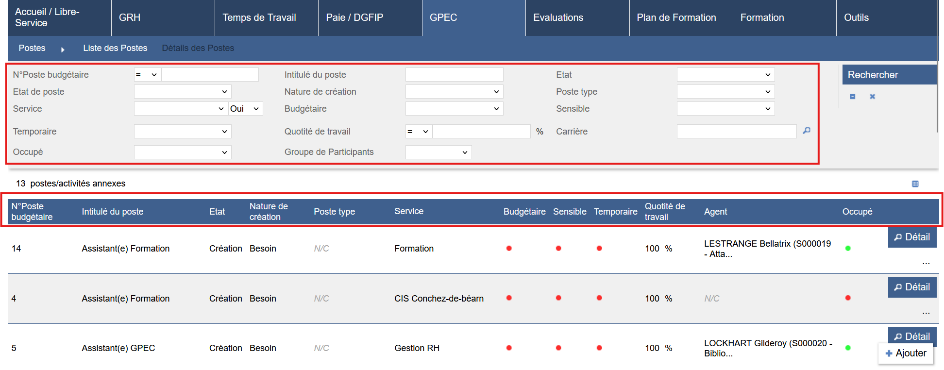 Accueil / Libre-Service GRH Temps de Travail Paie / DGFIP GPEC Evaluations Plan de Formation Formation Outils
Postes Liste des Postes Détails des Postes
N°Poste budgétaire = Intitulé du poste Etat Rechercher
Etat de poste Nature de création Poste type
Service Oui Budgétaire Sensible
Temporaire Quotité de travail = % Carrière
Occupé Groupe de Participants
13 postes/activités annexes
N°Poste budgétaire Intitulé du poste Etat Nature de création Poste type Service Budgétaire Sensible Temporaire Quotité de travail Agent Occupé
14 Assistant(e) Formation Création Besoin N/C Formation 100 % LESTRANGE Bellatrix (S000019 - Atta... Détail
...
4 Assistant(e) Formation Création Besoin N/C CIS Conchez-de-béarn 100 % N/C Détail
...
5 Assistant(e) GPEC Création Besoin N/C Gestion RH 100 % LOCKHART Gilderoy (S000020 - Biblio... Détail
Ajouter